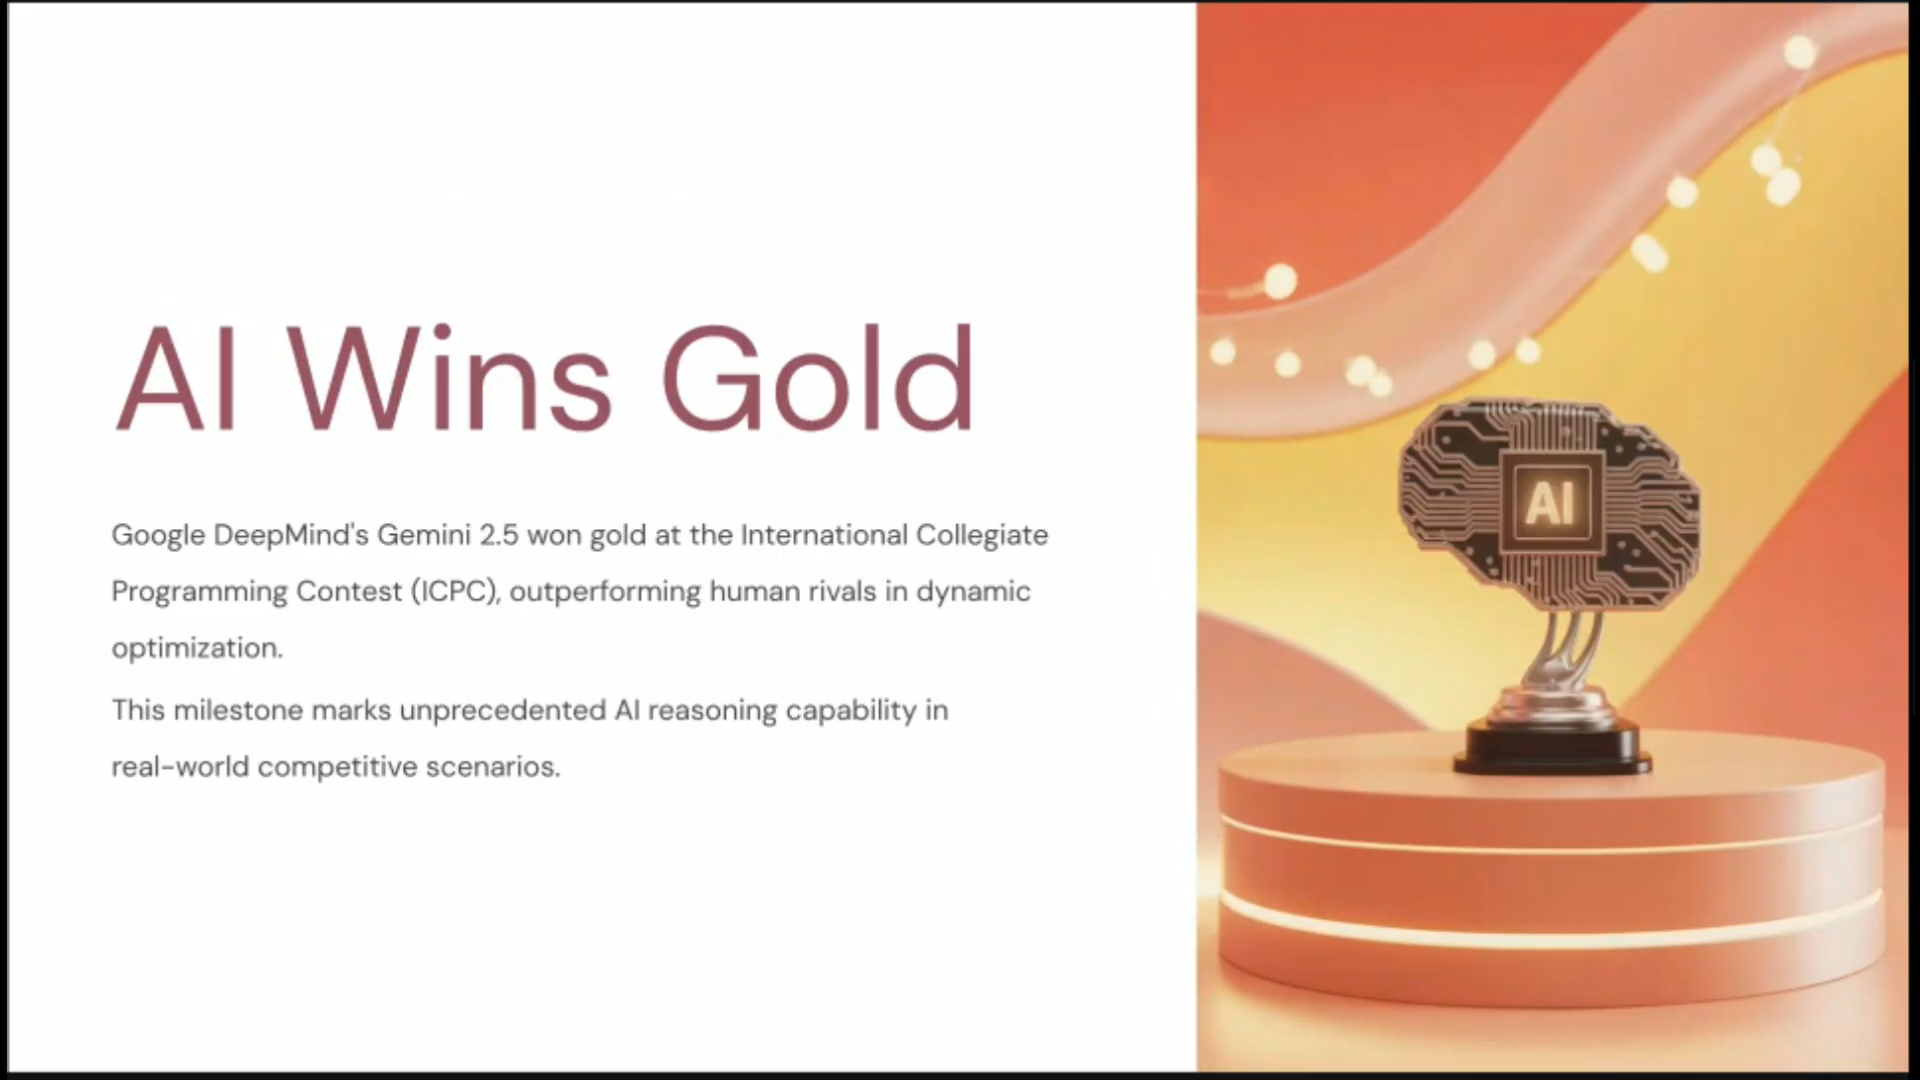 AI Wins Gold
Google DeepMind's Gemini 2.5 won gold at the International Collegiate
Programming Contest (ICPC), outperforming human rivals in dynamic
optimization.
This milestone marks unprecedented AI reasoning capability in
real-world competitive scenarios.
AI